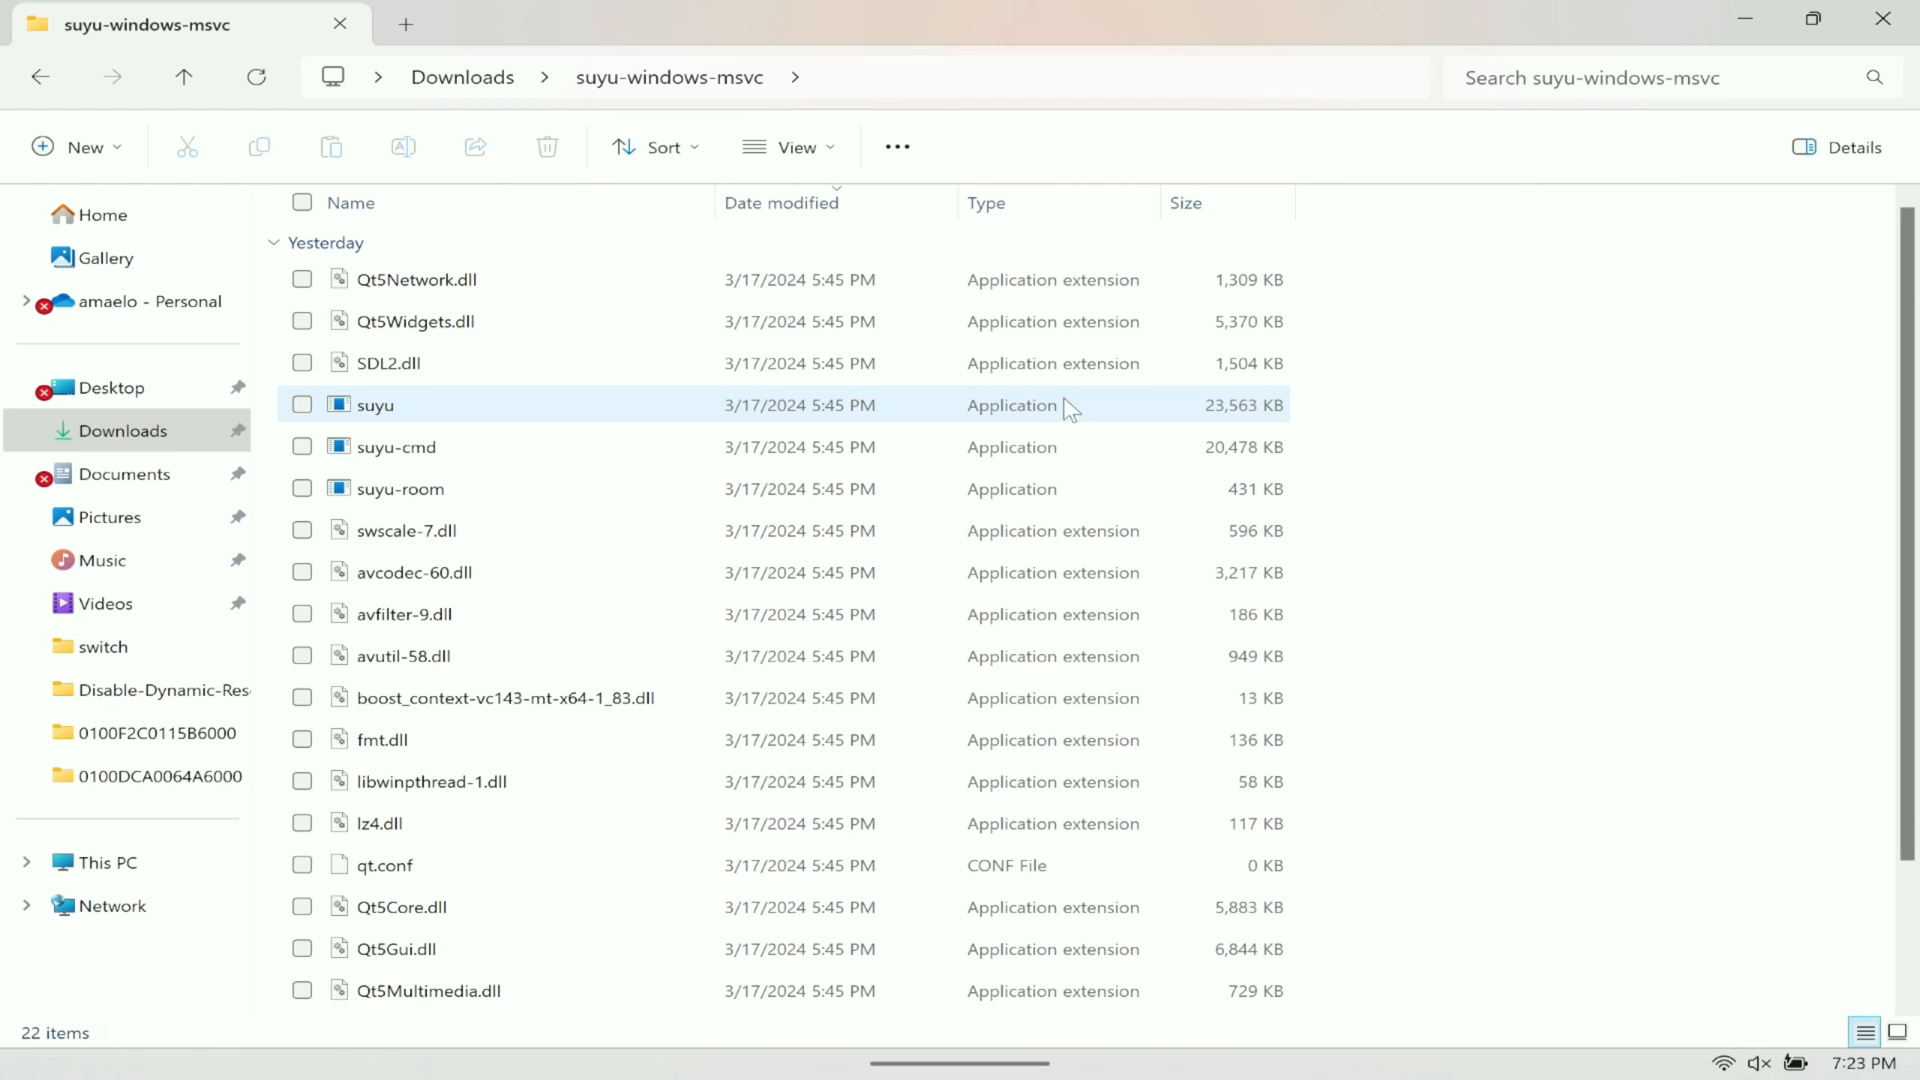 suyu-windows-msvc
Downloads suyu-windows-msvc
Search suyu-windows-msvc
New Sort View Details
Home
Gallery
amaelo - Personal
Desktop
Downloads
Documents
Pictures
Music
Videos
switch
Disable-Dynamic-Res
0100F2C0115B6000
0100DCA0064A6000
This PC
Network
Name Date modified Type Size
Yesterday
Qt5Network.dll 3/17/2024 5:45 PM Application extension 1,309 KB
Qt5Widgets.dll 3/17/2024 5:45 PM Application extension 5,370 KB
SDL2.dll 3/17/2024 5:45 PM Application extension 1,504 KB
suyu 3/17/2024 5:45 PM Application 23,563 KB
suyu-cmd 3/17/2024 5:45 PM Application 20,478 KB
suyu-room 3/17/2024 5:45 PM Application 431 KB
swscale-7.dll 3/17/2024 5:45 PM Application extension 596 KB
avcodec-60.dll 3/17/2024 5:45 PM Application extension 3,217 KB
avfilter-9.dll 3/17/2024 5:45 PM Application extension 186 KB
avutil-58.dll 3/17/2024 5:45 PM Application extension 949 KB
boost_context-vc143-mt-x64-1_83.dll 3/17/2024 5:45 PM Application extension 13 KB
fmt.dll 3/17/2024 5:45 PM Application extension 136 KB
libwinpthread-1.dll 3/17/2024 5:45 PM Application extension 58 KB
lz4.dll 3/17/2024 5:45 PM Application extension 117 KB
qt.conf 3/17/2024 5:45 PM CONF File 0 KB
Qt5Core.dll 3/17/2024 5:45 PM Application extension 5,883 KB
Qt5Gui.dll 3/17/2024 5:45 PM Application extension 6,844 KB
Qt5Multimedia.dll 3/17/2024 5:45 PM Application extension 729 KB
22 items
7:23 PM